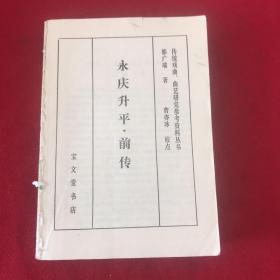 传统戏曲、曲艺研究参考资料丛书
郭广瑞 著
曹亦冰 标点
永庆升平·前传
宝文堂书店